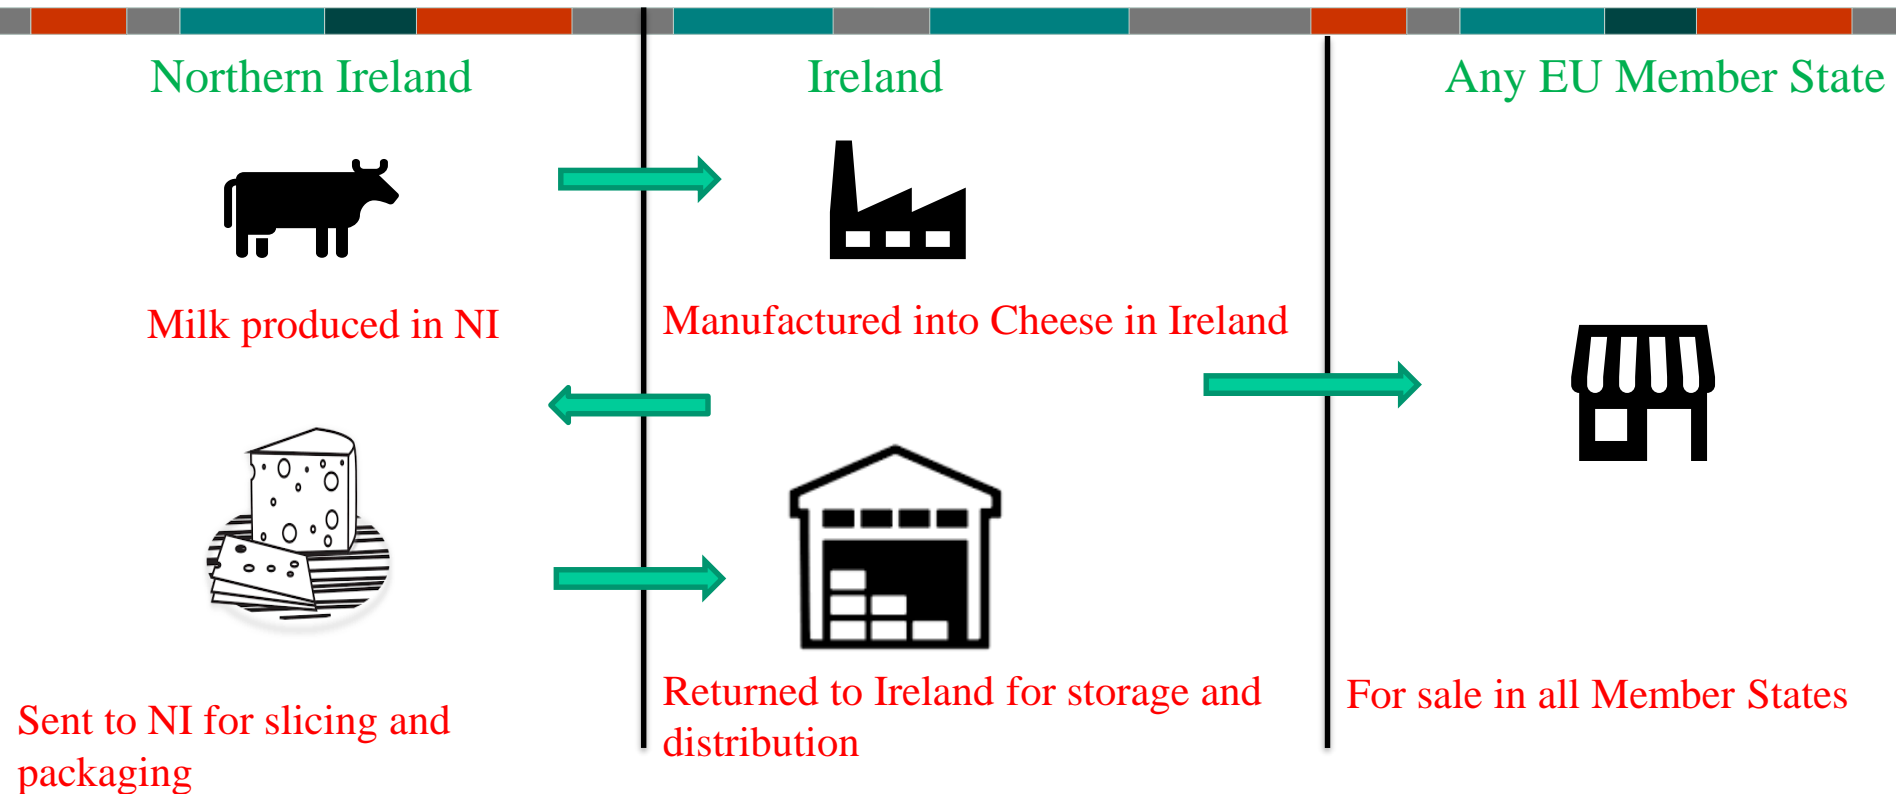 Northern Ireland
Ireland
Any EU Member State
Milk produced in NI
Manufactured into Cheese in Ireland
Sent to NI for slicing and
packaging
Returned to Ireland for storage and
distribution
For sale in all Member States